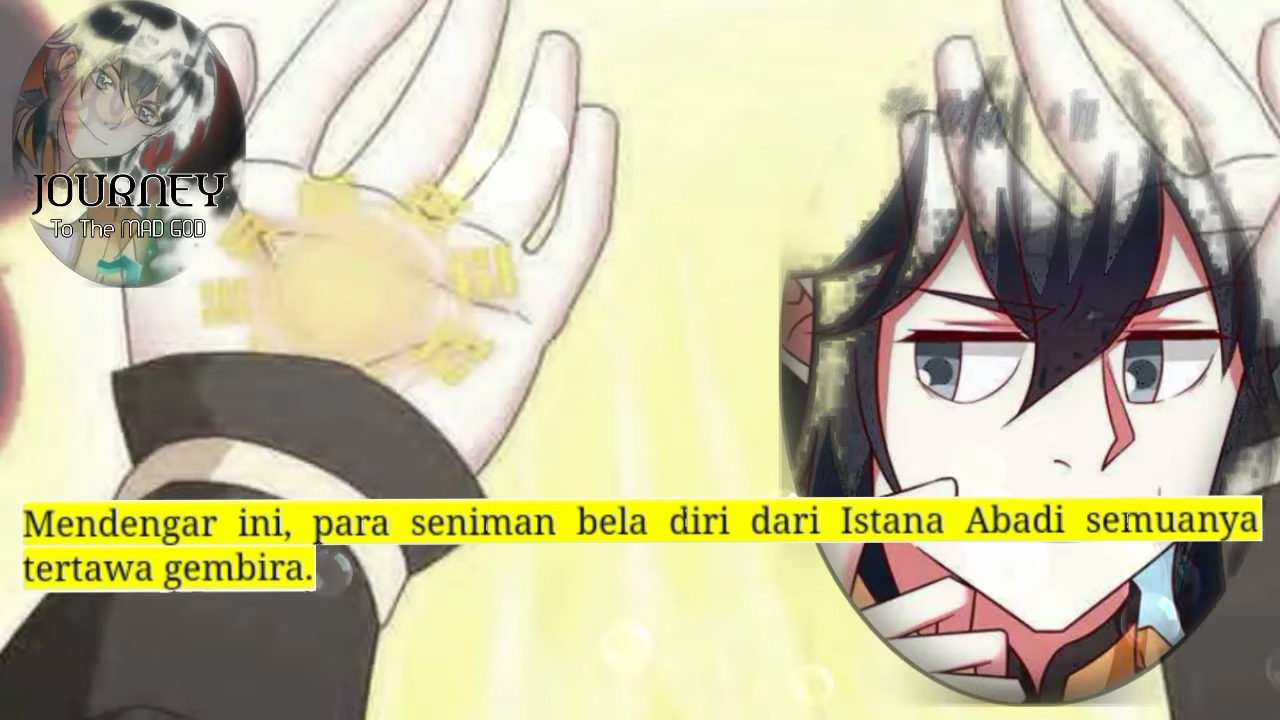 JOURNEY
To The MAD GOD
Mendengar ini, para seniman bela diri dari Istana Abadi semuanya
tertawa gembira.